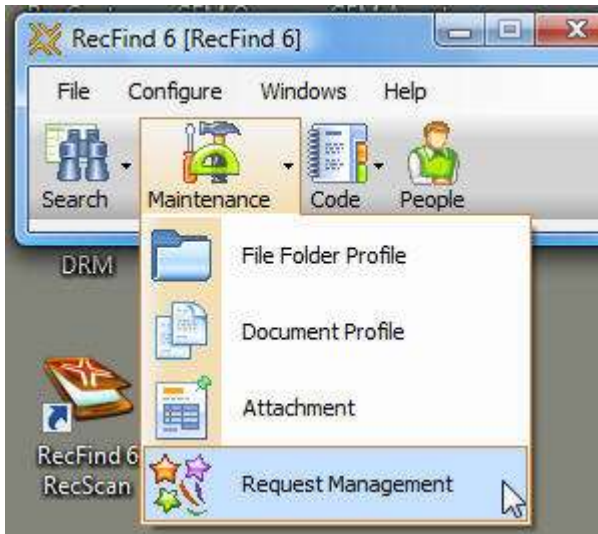 RecFind 6 [RecFind 6]
File Configure Windows Help
Search Maintenance Code People
DRM
File Folder Profile
Document Profile
Attachment
RecFind 6
RecScan
Request Management